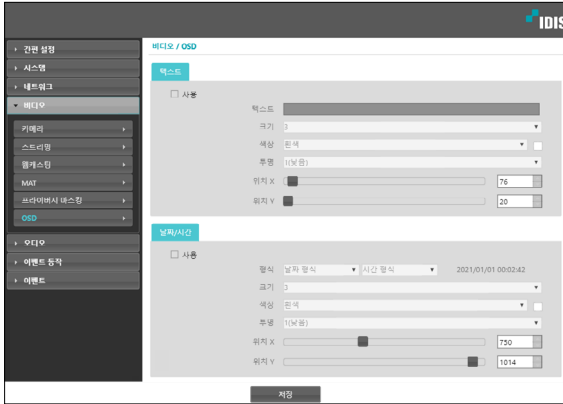 IDIS
간편 설정
시스템
네트워크
비디오
카메라
스트리밍
웹캐스팅
MAT
프라이버시 마스킹
OSD
오디오
이벤트 동작
이벤트
비디오 / OSD
텍스트
사용
텍스트
크기 3
색상 흰색
투명 1(낮음)
위치 X 76
위치 Y 20
날짜/시간
사용
형식 날짜 형식 시간 형식 2021/01/01 00:02:42
크기 3
색상 흰색
투명 1(낮음)
위치 X 750
위치 Y 1014
저장